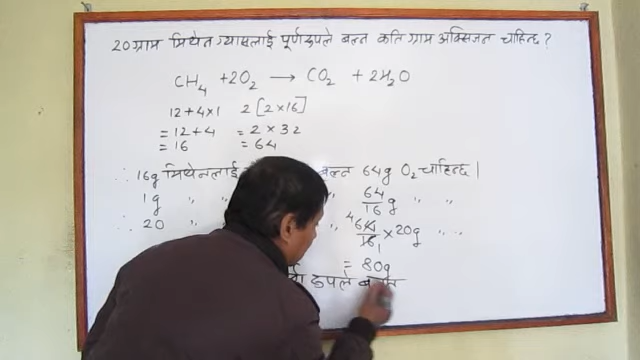 20 ग्राम मिथेन ग्यासलाई पूर्णरुपले बल्न कति ग्राम अक्सिजन चाहिन्छ ?
CH₄ + 2O₂ → CO₂ + 2H₂O
12+4×1 2[2×16]
= 12+4 = 2×32
= 16 = 64
∴ 16g मिथेनलाई बल्न 64g O₂ चाहिन्छ |
1g " " " 64/16 g " "
∴ 20 " " 4 64/16 1 × 20g " "
= 80g
रुपले बल्न